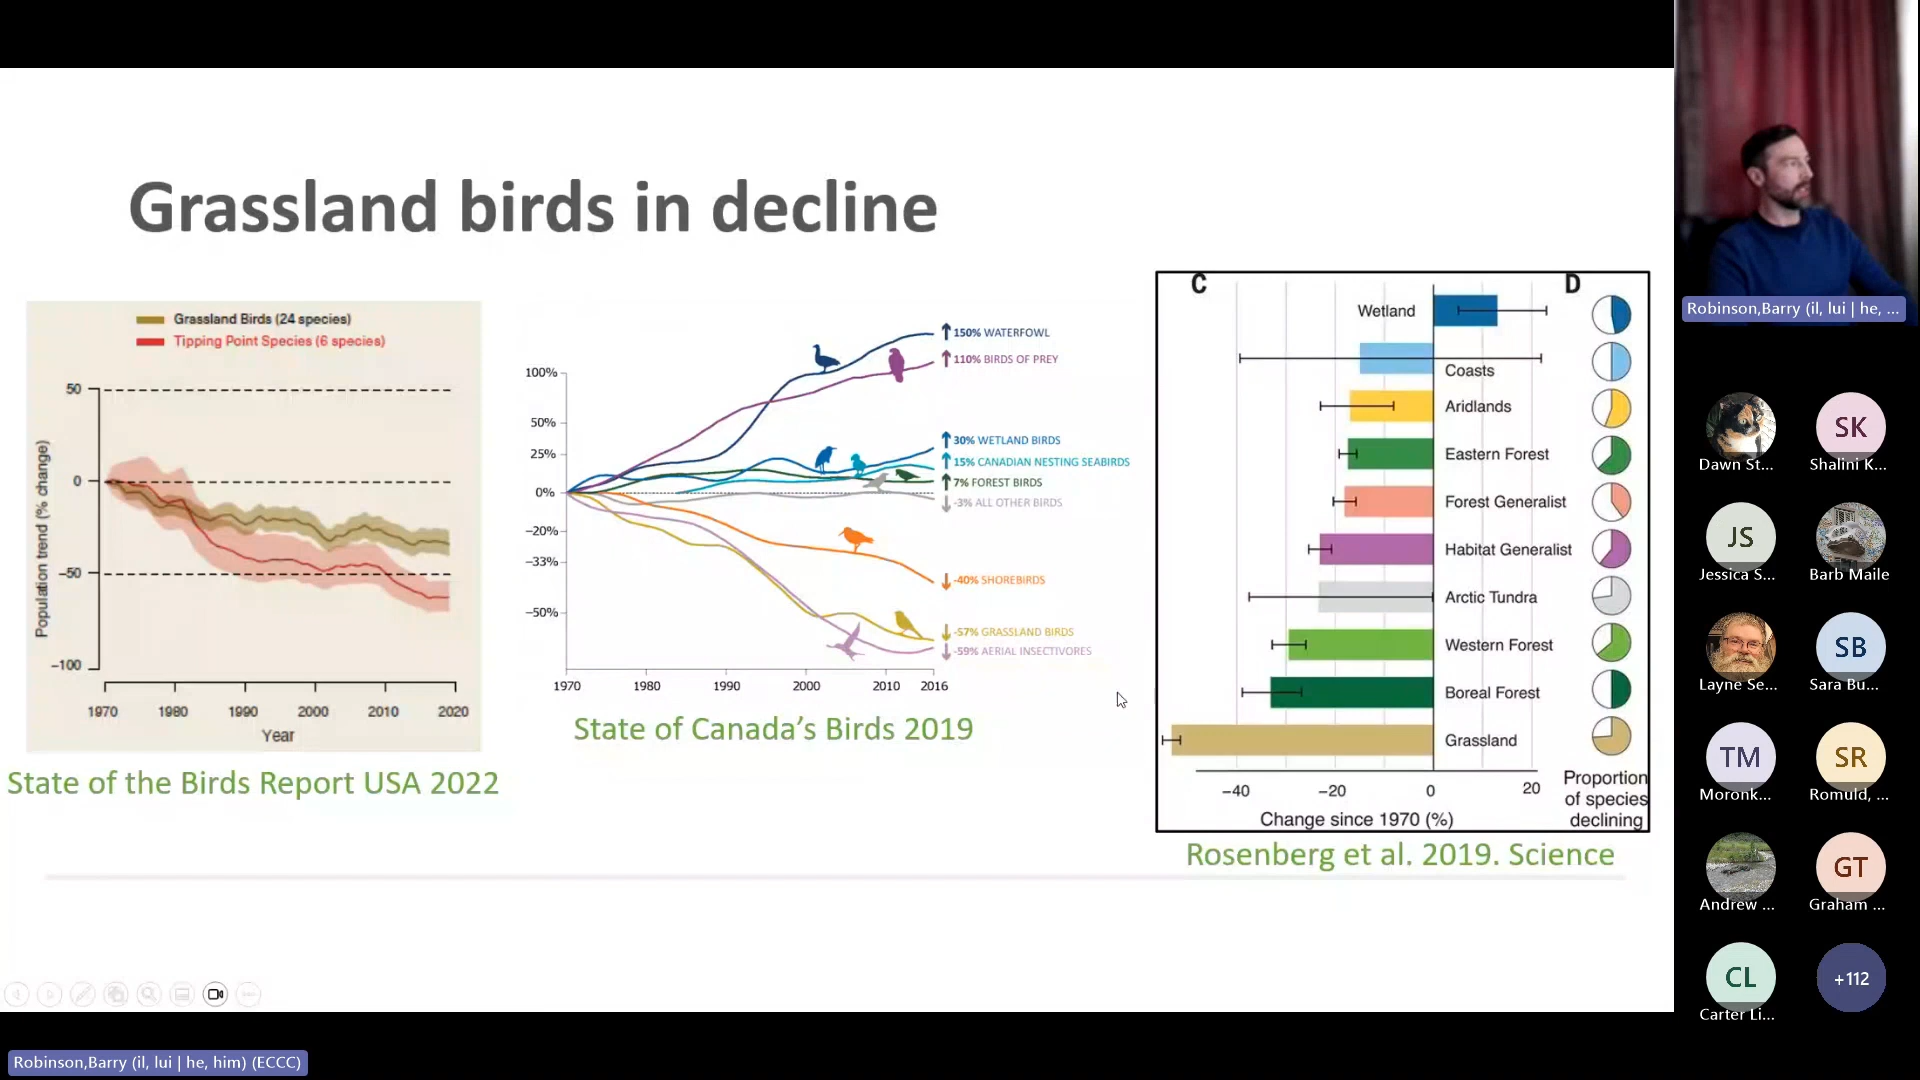 Grassland birds in decline
Grassland Birds (24 species)
Tipping Point Species (6 species)
Population trend (% change)
50
0
−50
−100
1970 1980 1990 2000 2010 2020
Year
State of the Birds Report USA 2022
100%
50%
25%
0%
−20%
−33%
−50%
150% WATERFOWL
110% BIRDS OF PREY
30% WETLAND BIRDS
15% CANADIAN NESTING SEABIRDS
7% FOREST BIRDS
-3% ALL OTHER BIRDS
-40% SHOREBIRDS
-57% GRASSLAND BIRDS
-59% AERIAL INSECTIVORES
1970 1980 1990 2000 2010 2016
State of Canada's Birds 2019
C
D
Wetland
Coasts
Aridlands
Eastern Forest
Forest Generalist
Habitat Generalist
Arctic Tundra
Western Forest
Boreal Forest
Grassland
−40 −20 0 20
Change since 1970 (%)
Proportion
of species
declining
Rosenberg et al. 2019. Science
Robinson,Barry (il, lui | he, ...
Dawn St...
SK
Shalini K...
JS
Jessica S...
Barb Maile
Layne Se...
SB
Sara Bu...
TM
Moronk...
SR
Romuld, ...
Andrew ...
GT
Graham ...
CL
Carter Li...
+112
Robinson,Barry (il, lui | he, him) (ECCC)